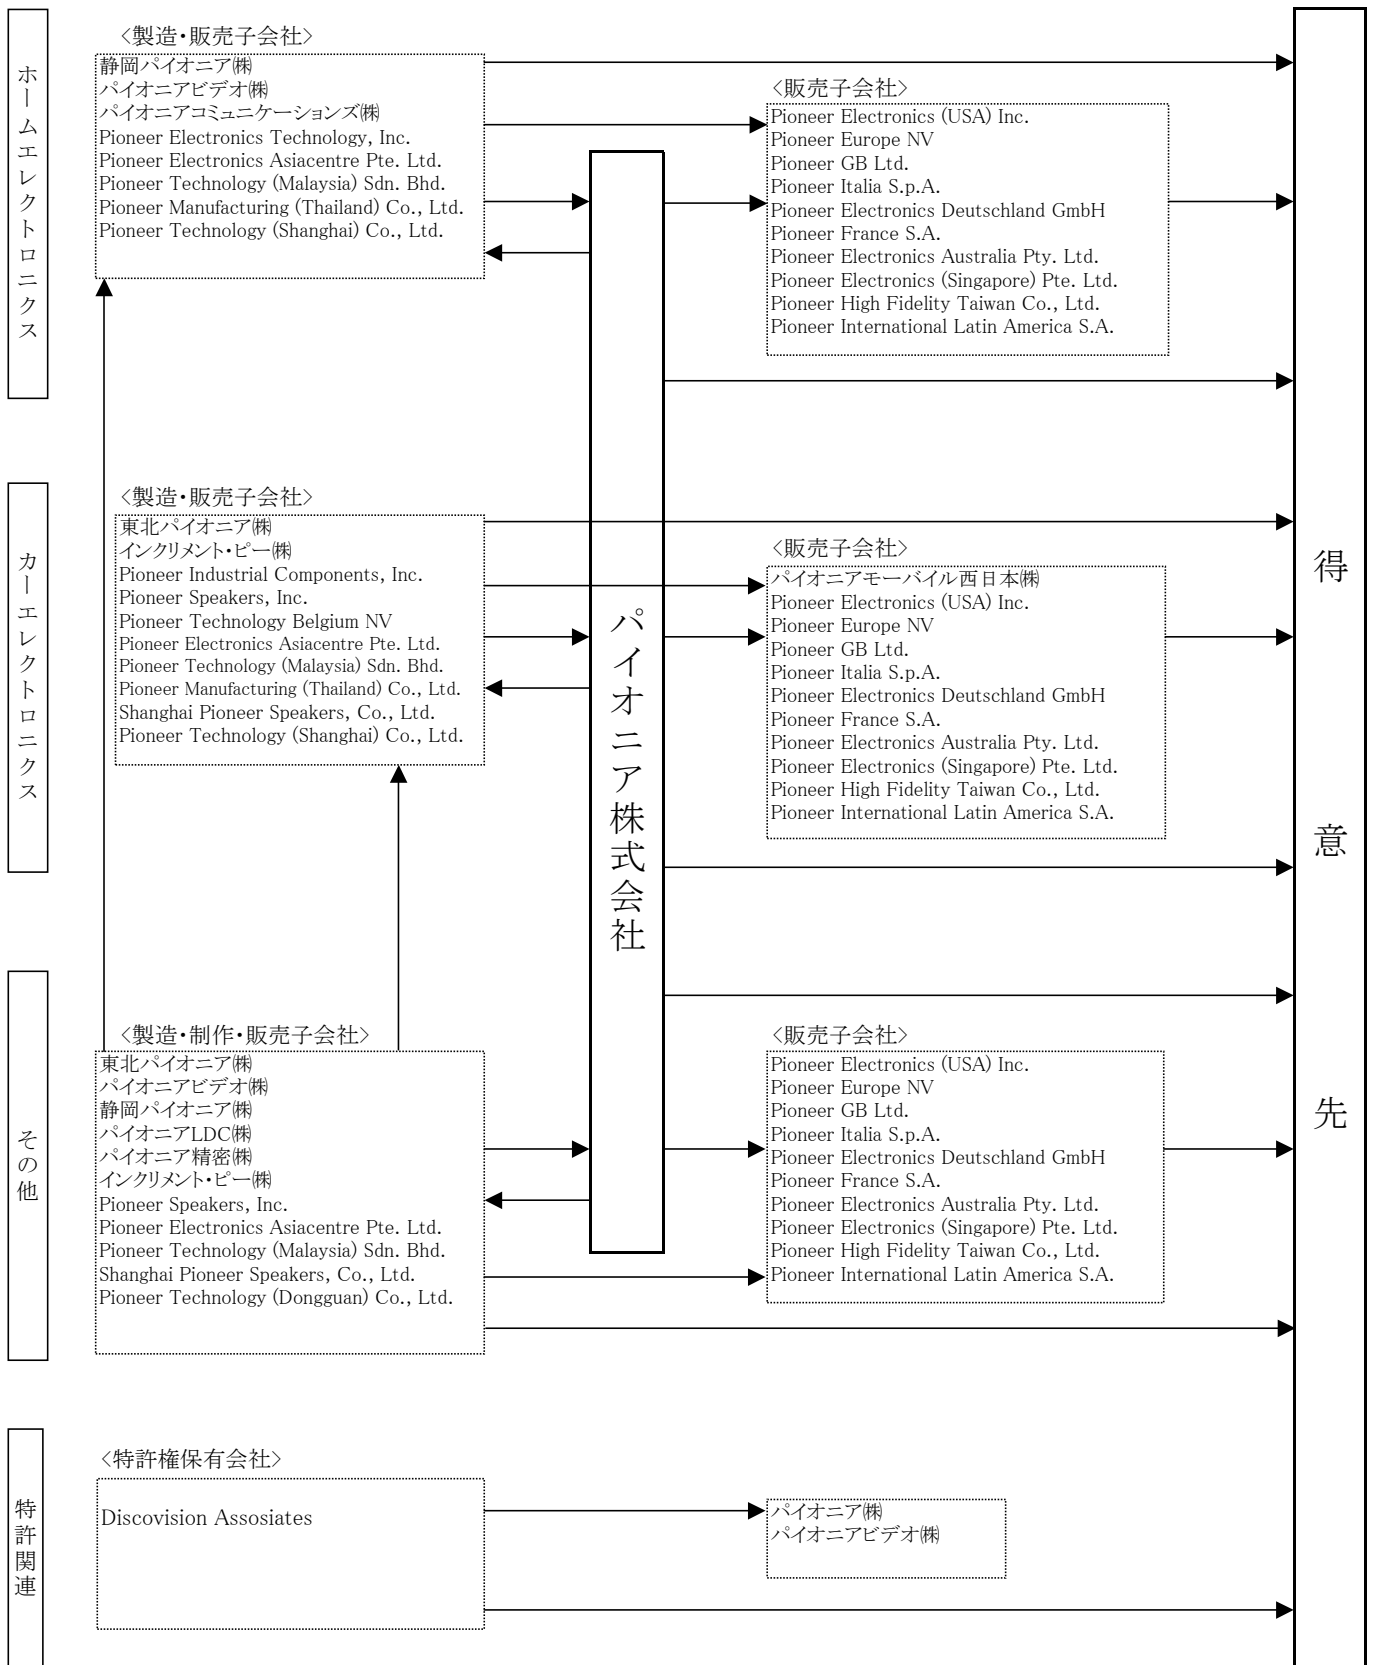 ホームエレクトロニクス
<製造・販売子会社>
静岡パイオニア㈱
パイオニアビデオ㈱
パイオニアコミュニケーションズ㈱
Pioneer Electronics Technology, Inc.
Pioneer Electronics Asiacentre Pte. Ltd.
Pioneer Technology (Malaysia) Sdn. Bhd.
Pioneer Manufacturing (Thailand) Co., Ltd.
Pioneer Technology (Shanghai) Co., Ltd.
<販売子会社>
Pioneer Electronics (USA) Inc.
Pioneer Europe NV
Pioneer GB Ltd.
Pioneer Italia S.p.A.
Pioneer Electronics Deutschland GmbH
Pioneer France S.A.
Pioneer Electronics Australia Pty. Ltd.
Pioneer Electronics (Singapore) Pte. Ltd.
Pioneer High Fidelity Taiwan Co., Ltd.
Pioneer International Latin America S.A.
カーエレクトロニクス
<製造・販売子会社>
東北パイオニア㈱
インクリメント・ピー㈱
Pioneer Industrial Components, Inc.
Pioneer Speakers, Inc.
Pioneer Technology Belgium NV
Pioneer Electronics Asiacentre Pte. Ltd.
Pioneer Technology (Malaysia) Sdn. Bhd.
Pioneer Manufacturing (Thailand) Co., Ltd.
Shanghai Pioneer Speakers, Co., Ltd.
Pioneer Technology (Shanghai) Co., Ltd.
パイオニア株式会社
<販売子会社>
パイオニアモーバイル西日本㈱
Pioneer Electronics (USA) Inc.
Pioneer Europe NV
Pioneer GB Ltd.
Pioneer Italia S.p.A.
Pioneer Electronics Deutschland GmbH
Pioneer France S.A.
Pioneer Electronics Australia Pty. Ltd.
Pioneer Electronics (Singapore) Pte. Ltd.
Pioneer High Fidelity Taiwan Co., Ltd.
Pioneer International Latin America S.A.
得意先
その他
<製造・制作・販売子会社>
東北パイオニア㈱
パイオニアビデオ㈱
静岡パイオニア㈱
パイオニアLDC㈱
パイオニア精密㈱
インクリメント・ピー㈱
Pioneer Speakers, Inc.
Pioneer Electronics Asiacentre Pte. Ltd.
Pioneer Technology (Malaysia) Sdn. Bhd.
Shanghai Pioneer Speakers, Co., Ltd.
Pioneer Technology (Dongguan) Co., Ltd.
<販売子会社>
Pioneer Electronics (USA) Inc.
Pioneer Europe NV
Pioneer GB Ltd.
Pioneer Italia S.p.A.
Pioneer Electronics Deutschland GmbH
Pioneer France S.A.
Pioneer Electronics Australia Pty. Ltd.
Pioneer Electronics (Singapore) Pte. Ltd.
Pioneer High Fidelity Taiwan Co., Ltd.
Pioneer International Latin America S.A.
特許関連
<特許権保有会社>
Discovision Assosiates
パイオニア㈱
パイオニアビデオ㈱